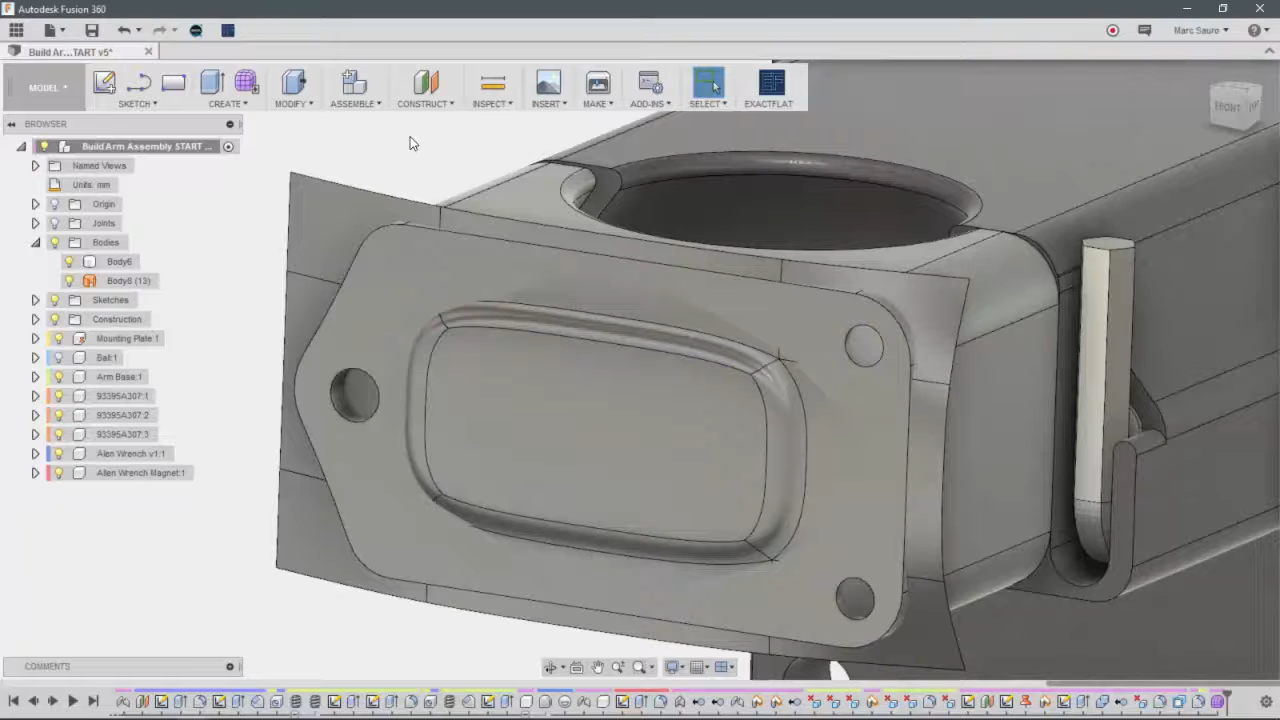 Autodesk Fusion 360
Marc Sauro
Build Ar...TART v5*
MODEL
SKETCH
CREATE
MODIFY
ASSEMBLE
CONSTRUCT
INSPECT
INSERT
MAKE
ADD-INS
SELECT
EXACTFLAT
FRONT
BROWSER
Build Arm Assembly START ...
Named Views
Units: mm
Origin
Joints
Bodies
Body6
Body8 (13)
Sketches
Construction
Mounting Plate 1
Ball:1
Arm Base:1
93395A307:1
93395A307:2
93395A307:3
Alen Wrench v1:1
Allen Wrench Magnet:1
COMMENTS